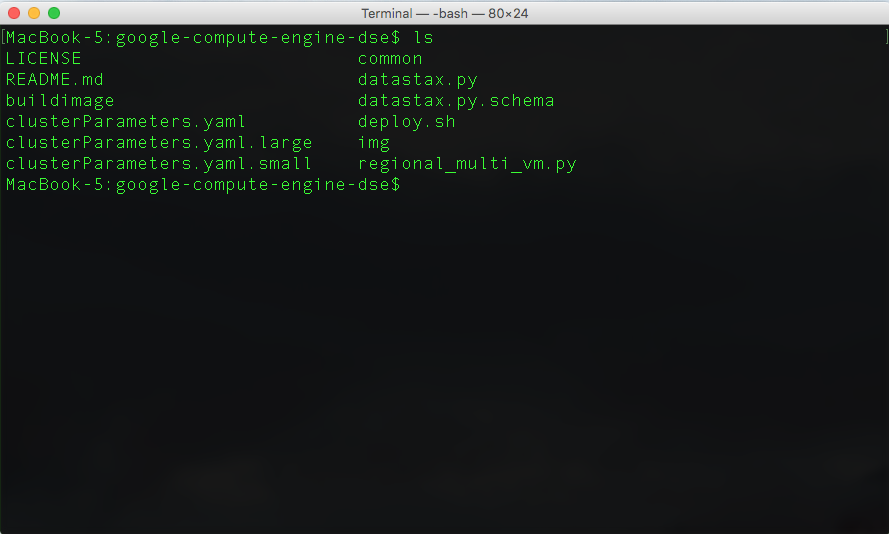 Terminal — -bash — 80×24
[MacBook-5:google-compute-engine-dse$ ls ]
LICENSE common
README.md datastax.py
buildimage datastax.py.schema
clusterParameters.yaml deploy.sh
clusterParameters.yaml.large img
clusterParameters.yaml.small regional_multi_vm.py
MacBook-5:google-compute-engine-dse$